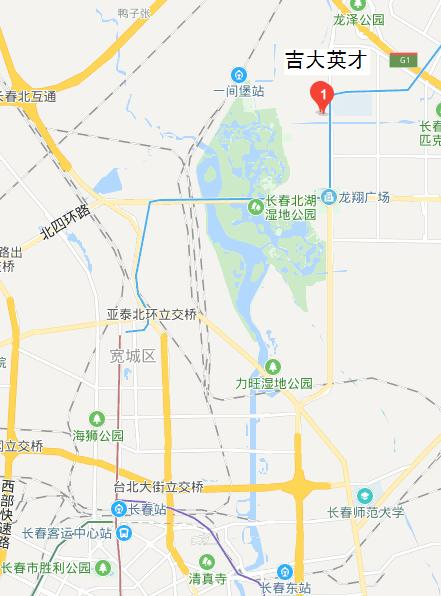 鸭子张
龙泽公园
吉大英才
G1
长春北互通
一间堡站
1
长春
匹克
长春北湖
湿地公园
龙翔广场
北四环路
路出
桥
亚泰北环立交桥
宽城区
院
力旺湿地公园
海狮公园
立交桥
台北大街立交桥
西部快速路
长春站
长春师范大学
长春客运中心站
长春市胜利公园
清真寺
长春东站